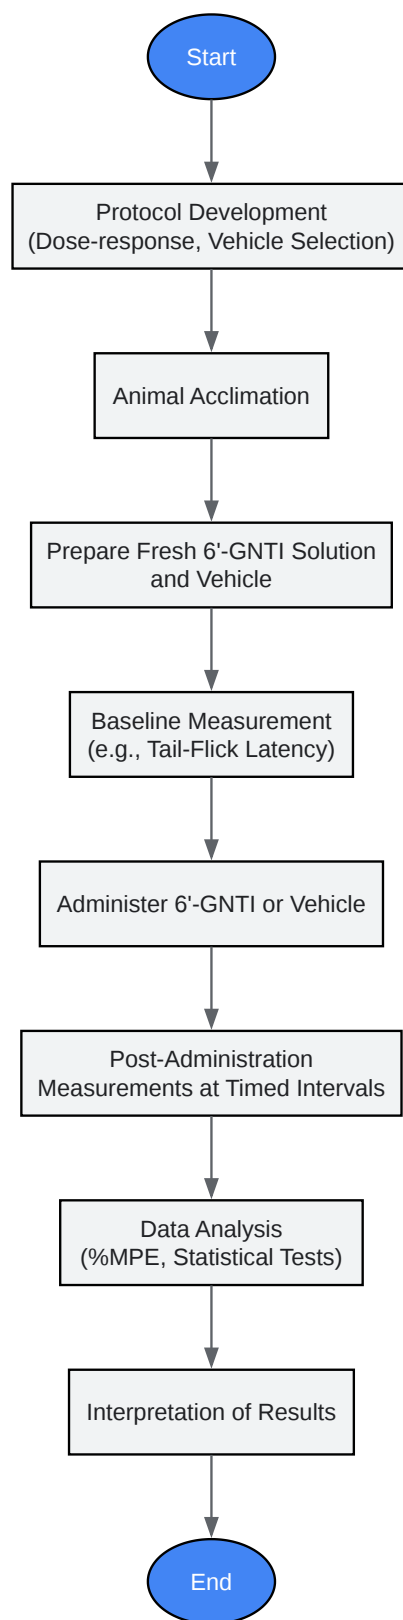 Start
Protocol Development
(Dose-response, Vehicle Selection)
Animal Acclimation
Prepare Fresh 6'-GNTI Solution
and Vehicle
Baseline Measurement
(e.g., Tail-Flick Latency)
Administer 6'-GNTI or Vehicle
Post-Administration
Measurements at Timed Intervals
Data Analysis
(%MPE, Statistical Tests)
Interpretation of Results
End